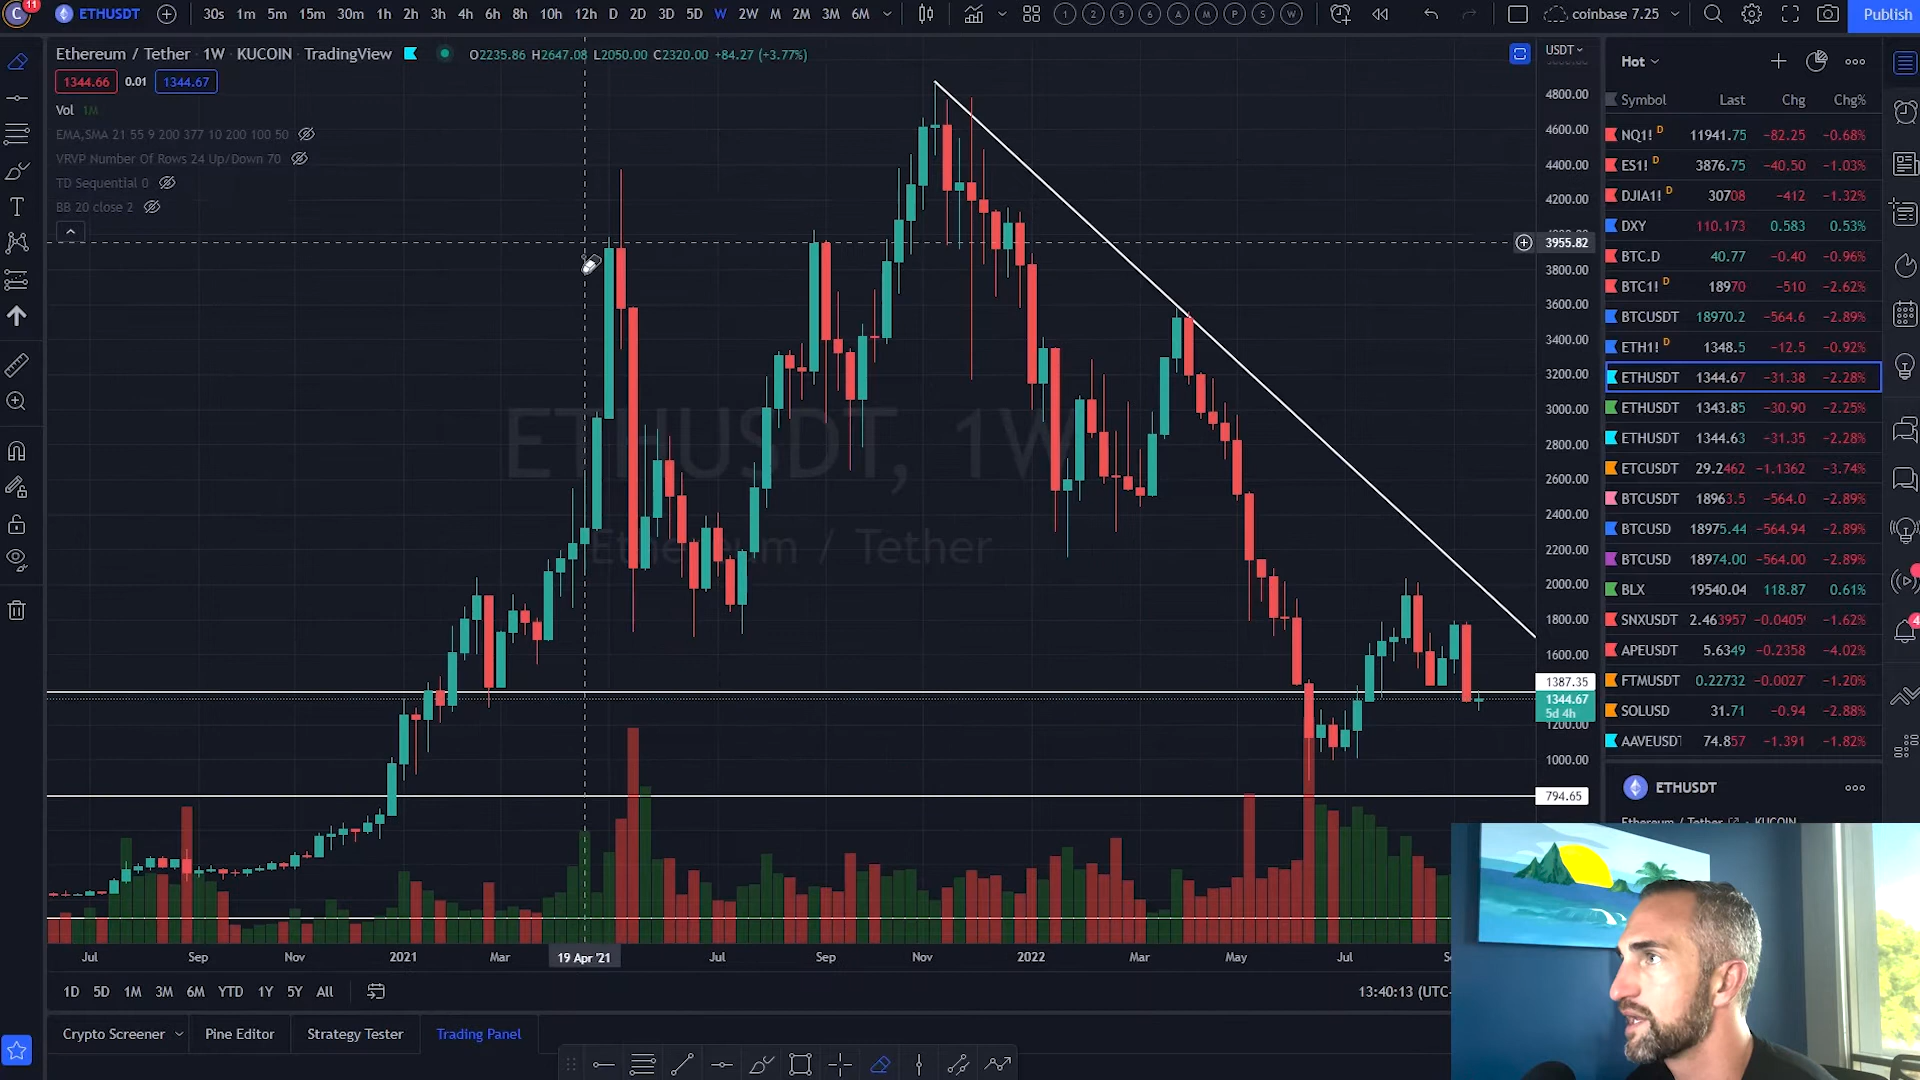 C 11 ETHUSDT 30s 1m 5m 15m 30m 1h 2h 3h 4h 6h 8h 10h 12h D 2D 3D 5D W 2W M 2M 3M 6M 1 2 5 6 A M P S W coinbase 7.25 Publish
Ethereum / Tether · 1W · KUCOIN · TradingView O2235.86 H2647.08 L2050.00 C2320.00 +84.27 (+3.77%)
1344.66 0.01 1344.67
Vol 1M
EMA,SMA 21 55 9 200 377 10 200 100 50
VRVP Number Of Rows 24 Up/Down 70
TD Sequential 0
BB 20 close 2
ETHUSDT, 1W
Ethereum / Tether
USDT
4800.00
4600.00
4400.00
4200.00
3955.82
3800.00
3600.00
3400.00
3200.00
3000.00
2800.00
2600.00
2400.00
2200.00
2000.00
1800.00
1600.00
1387.35
1344.67
5d 4h
1200.00
1000.00
794.65
Jul Sep Nov 2021 Mar 19 Apr '21 Jul Sep Nov 2022 Mar May Jul
1D 5D 1M 3M 6M YTD 1Y 5Y All 13:40:13 (UTC-
Crypto Screener Pine Editor Strategy Tester Trading Panel
Hot
Symbol Last Chg Chg%
NQ1! D 11941.75 −82.25 −0.68%
ES1! D 3876.75 −40.50 −1.03%
DJIA1! D 30708 −412 −1.32%
DXY 110.173 0.583 0.53%
BTC.D 40.77 −0.40 −0.96%
BTC1! D 18970 −510 −2.62%
BTCUSDT 18970.2 −564.6 −2.89%
ETH1! D 1348.5 −12.5 −0.92%
ETHUSDT 1344.67 −31.38 −2.28%
ETHUSDT 1343.85 −30.90 −2.25%
ETHUSDT 1344.63 −31.35 −2.28%
ETCUSDT 29.2462 −1.1362 −3.74%
BTCUSDT 18963.5 −564.0 −2.89%
BTCUSD 18975.44 −564.94 −2.89%
BTCUSD 18974.00 −564.00 −2.89%
BLX 19540.04 118.87 0.61%
SNXUSDT 2.463957 −0.0405 −1.62%
APEUSDT 5.6349 −0.2358 −4.02%
FTMUSDT 0.22732 −0.0027 −1.20%
SOLUSD 31.71 −0.94 −2.88%
AAVEUSDT 74.857 −1.391 −1.82%
ETHUSDT
Ethereum / Tether · KUCOIN
4